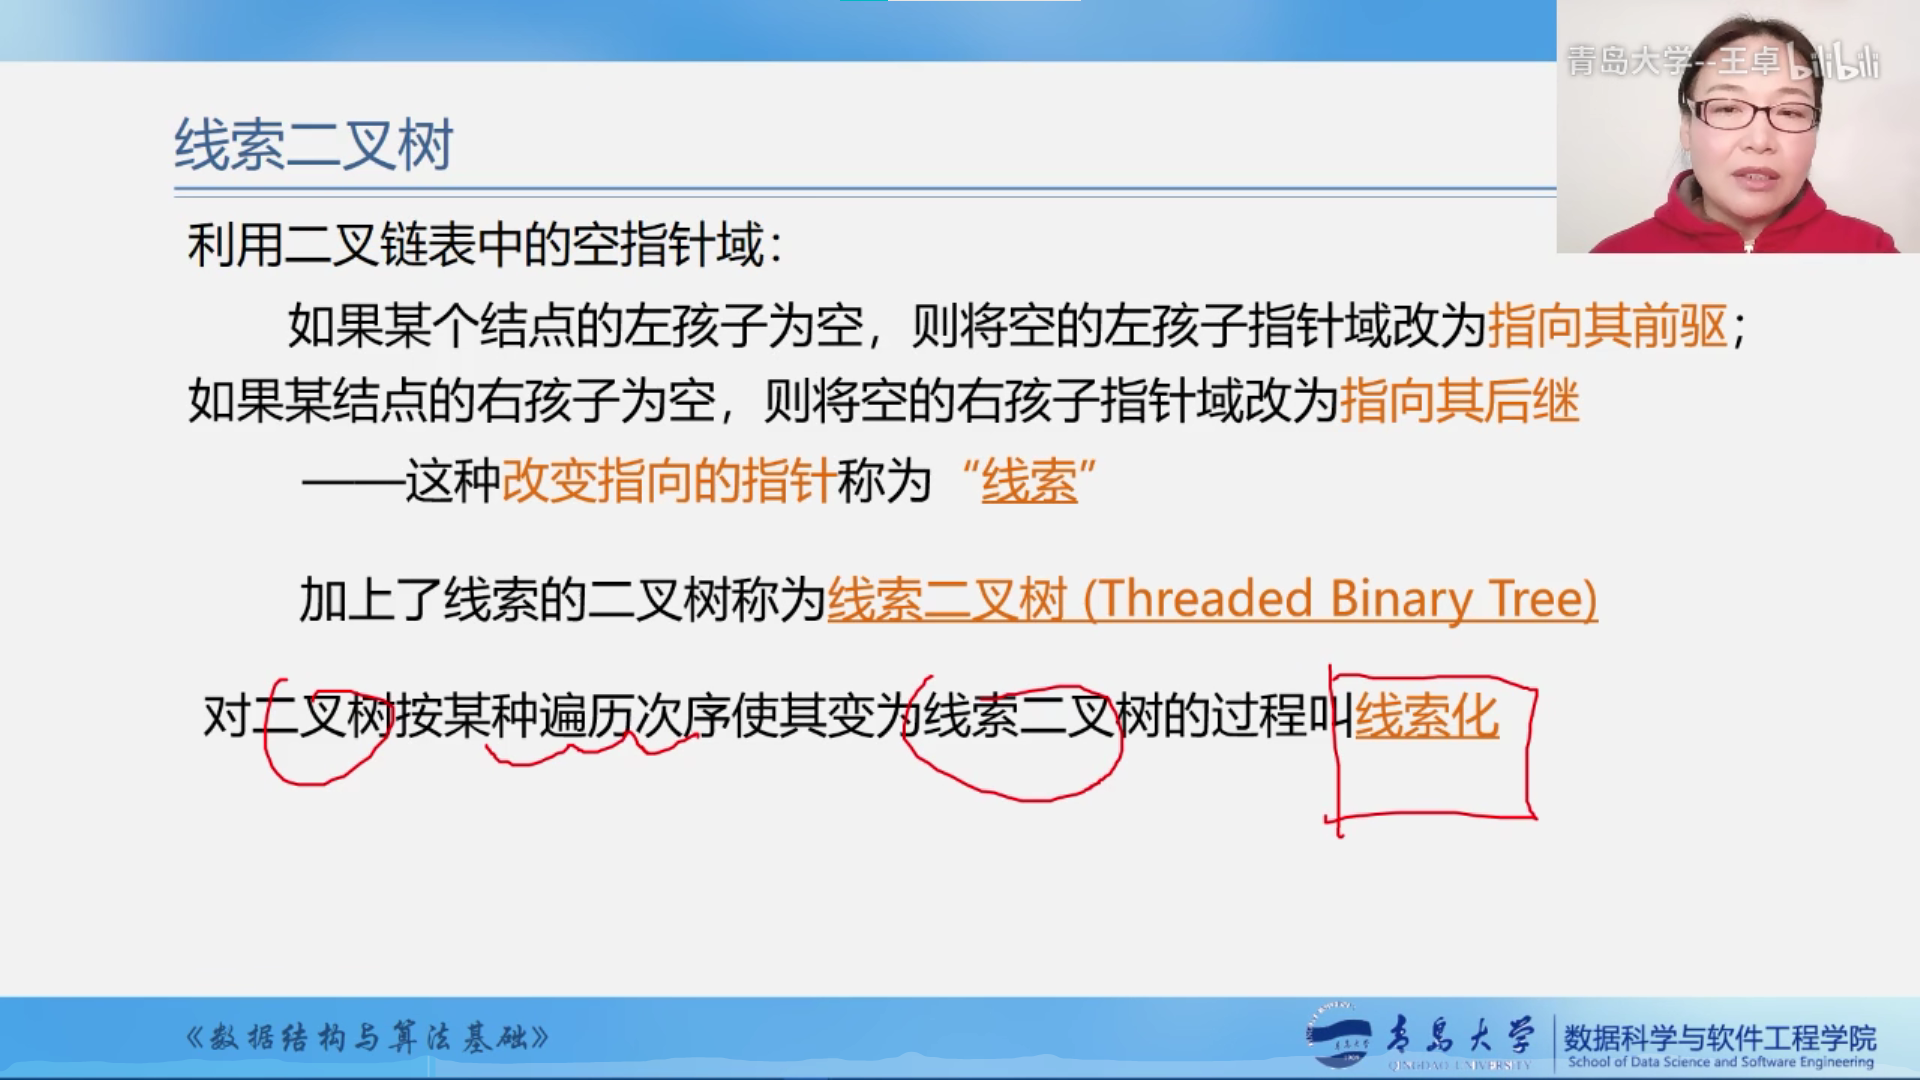 青岛大学--王卓 bilibili
线索二叉树
利用二叉链表中的空指针域：
如果某个结点的左孩子为空，则将空的左孩子指针域改为指向其前驱；
如果某结点的右孩子为空，则将空的右孩子指针域改为指向其后继
——这种改变指向的指针称为“线索”
加上了线索的二叉树称为线索二叉树 (Threaded Binary Tree)
对二叉树按某种遍历次序使其变为线索二叉树的过程叫线索化
《数据结构与算法基础》
青岛大学
QINGDAO UNIVERSITY
数据科学与软件工程学院
School of Data Science and Software Engineering